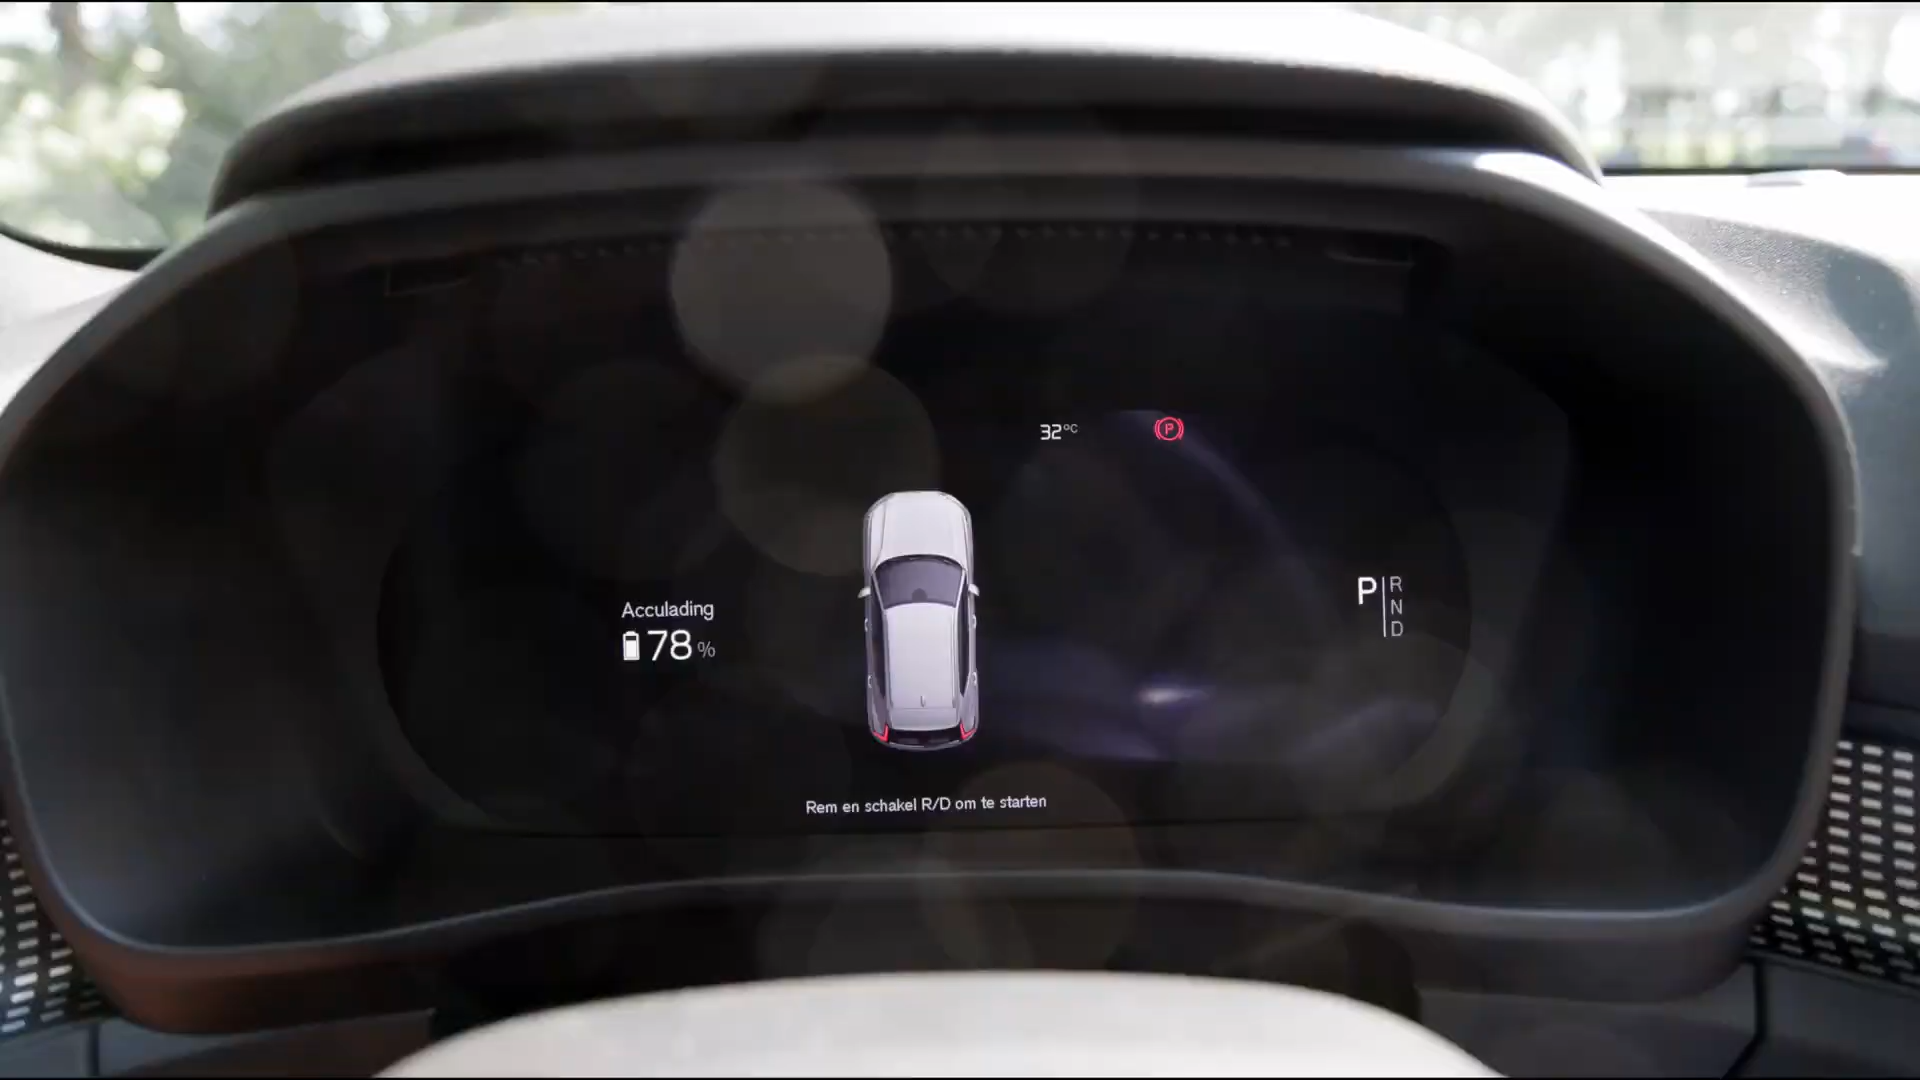 32°C
P
Acculading
78 %
P
R
N
D
Rem en schakel R/D om te starten